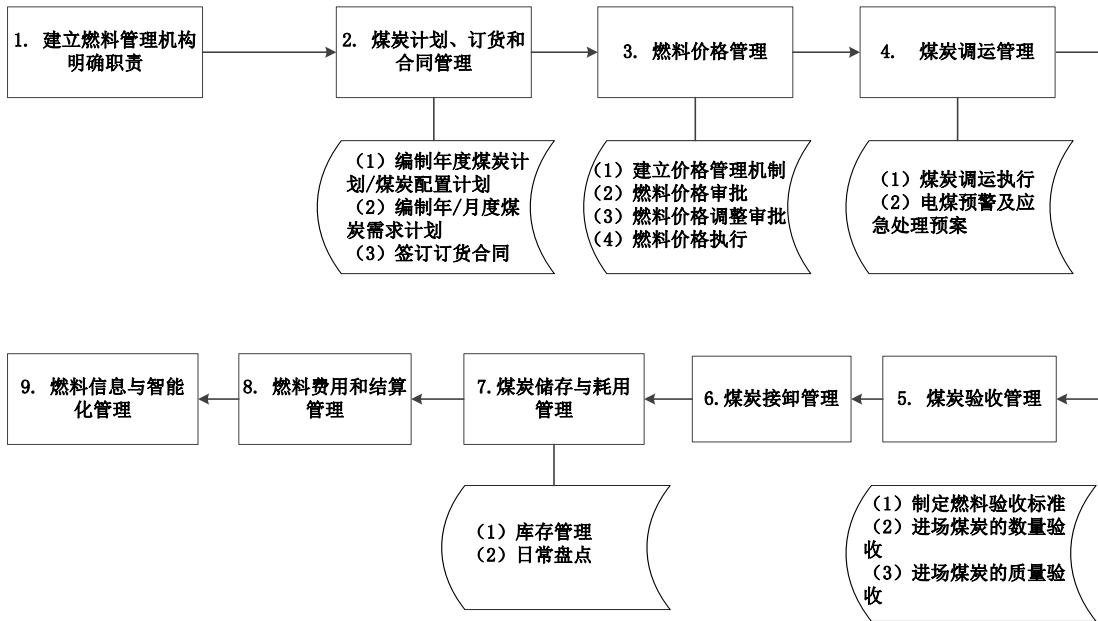 1. 建立燃料管理机构
明确职责
2. 煤炭计划、订货和
合同管理
3. 燃料价格管理
4. 煤炭调运管理
（1）编制年度煤炭计
划/煤炭配置计划
（2）编制年/月度煤
炭需求计划
（3）签订订货合同
（1）建立价格管理机制
（2）燃料价格审批
（3）燃料价格调整审批
（4）燃料价格执行
（1）煤炭调运执行
（2）电煤预警及应
急处理预案
9. 燃料信息与智能
化管理
8. 燃料费用和结算
管理
7.煤炭储存与耗用
管理
6.煤炭接卸管理
5. 煤炭验收管理
（1）库存管理
（2）日常盘点
（1）制定燃料验收标准
（2）进场煤炭的数量验
收
（3）进场煤炭的质量验
收